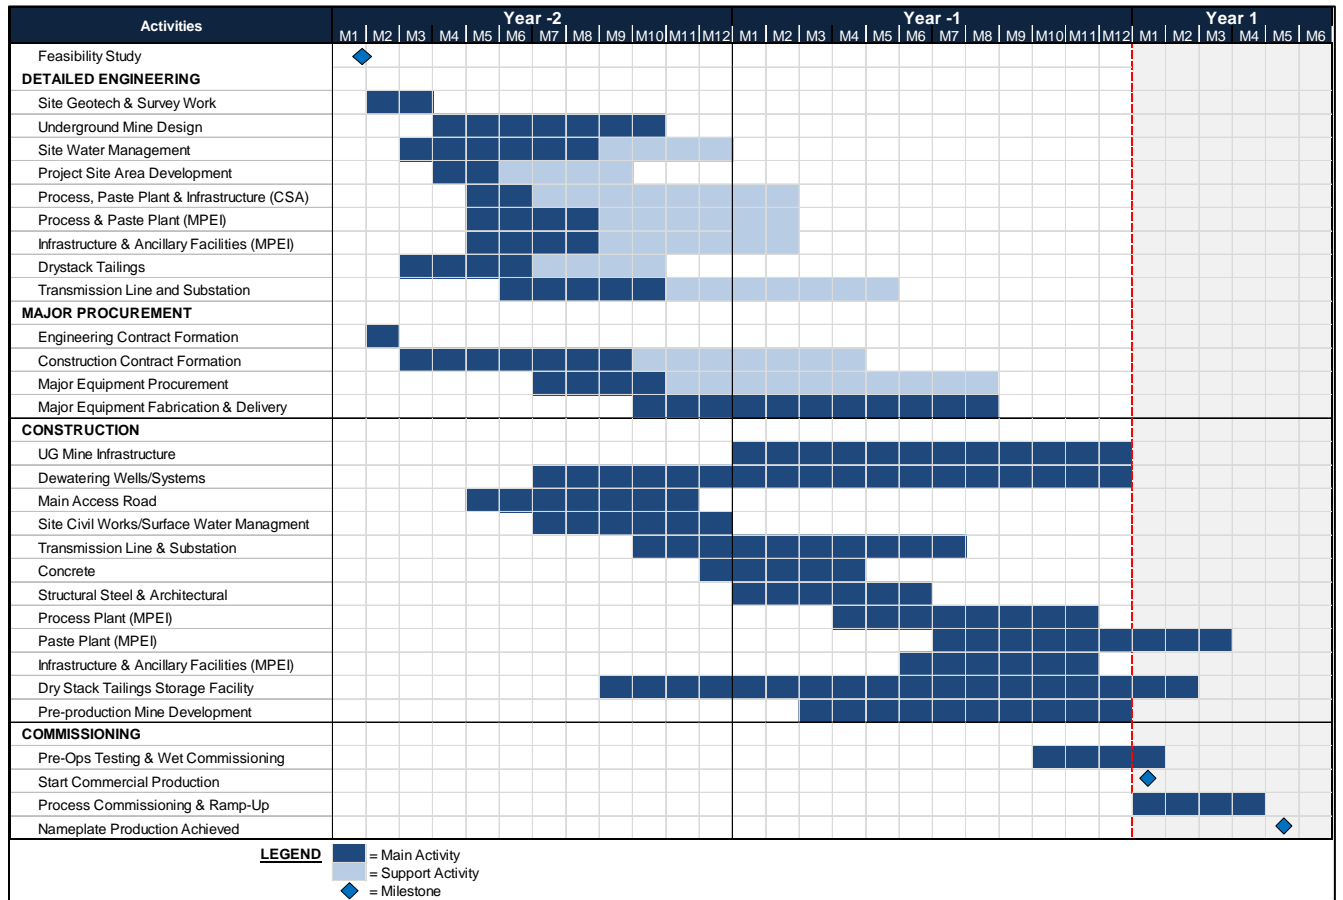 Activities
Year -2
Year -1
Year 1
M1 M2 M3 M4 M5 M6 M7 M8 M9 M10 M11 M12 M1 M2 M3 M4 M5 M6 M7 M8 M9 M10 M11 M12 M1 M2 M3 M4 M5 M6
Feasibility Study
DETAILED ENGINEERING
Site Geotech & Survey Work
Underground Mine Design
Site Water Management
Project Site Area Development
Process, Paste Plant & Infrastructure (CSA)
Process & Paste Plant (MPEI)
Infrastructure & Ancillary Facilities (MPEI)
Drystack Tailings
Transmission Line and Substation
MAJOR PROCUREMENT
Engineering Contract Formation
Construction Contract Formation
Major Equipment Procurement
Major Equipment Fabrication & Delivery
CONSTRUCTION
UG Mine Infrastructure
Dewatering Wells/Systems
Main Access Road
Site Civil Works/Surface Water Managment
Transmission Line & Substation
Concrete
Structural Steel & Architectural
Process Plant (MPEI)
Paste Plant (MPEI)
Infrastructure & Ancillary Facilities (MPEI)
Dry Stack Tailings Storage Facility
Pre-production Mine Development
COMMISSIONING
Pre-Ops Testing & Wet Commissioning
Start Commercial Production
Process Commissioning & Ramp-Up
Nameplate Production Achieved
LEGEND
= Main Activity
= Support Activity
= Milestone